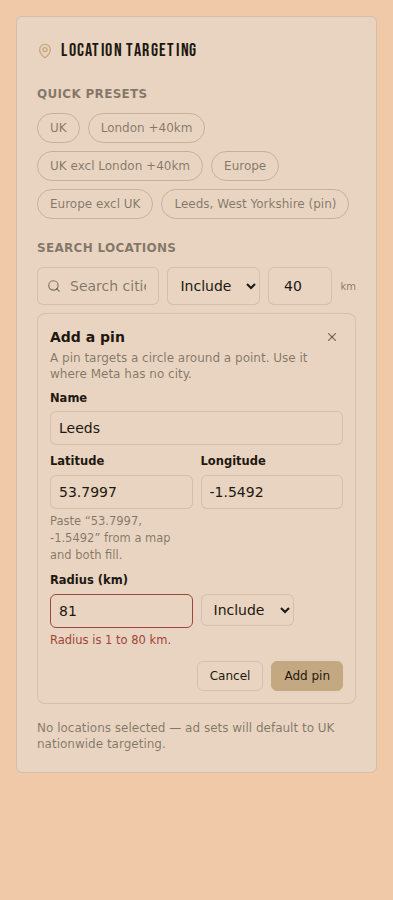 LOCATION TARGETING
QUICK PRESETS
UK
London +40km
UK excl London +40km
Europe
Europe excl UK
Leeds, West Yorkshire (pin)
SEARCH LOCATIONS
Search citi
Include
40
km
Add a pin
A pin targets a circle around a point. Use it
where Meta has no city.
Name
Leeds
Latitude
Longitude
53.7997
-1.5492
Paste “53.7997,
-1.5492” from a map
and both fill.
Radius (km)
81
Include
Radius is 1 to 80 km.
Cancel
Add pin
No locations selected — ad sets will default to UK
nationwide targeting.